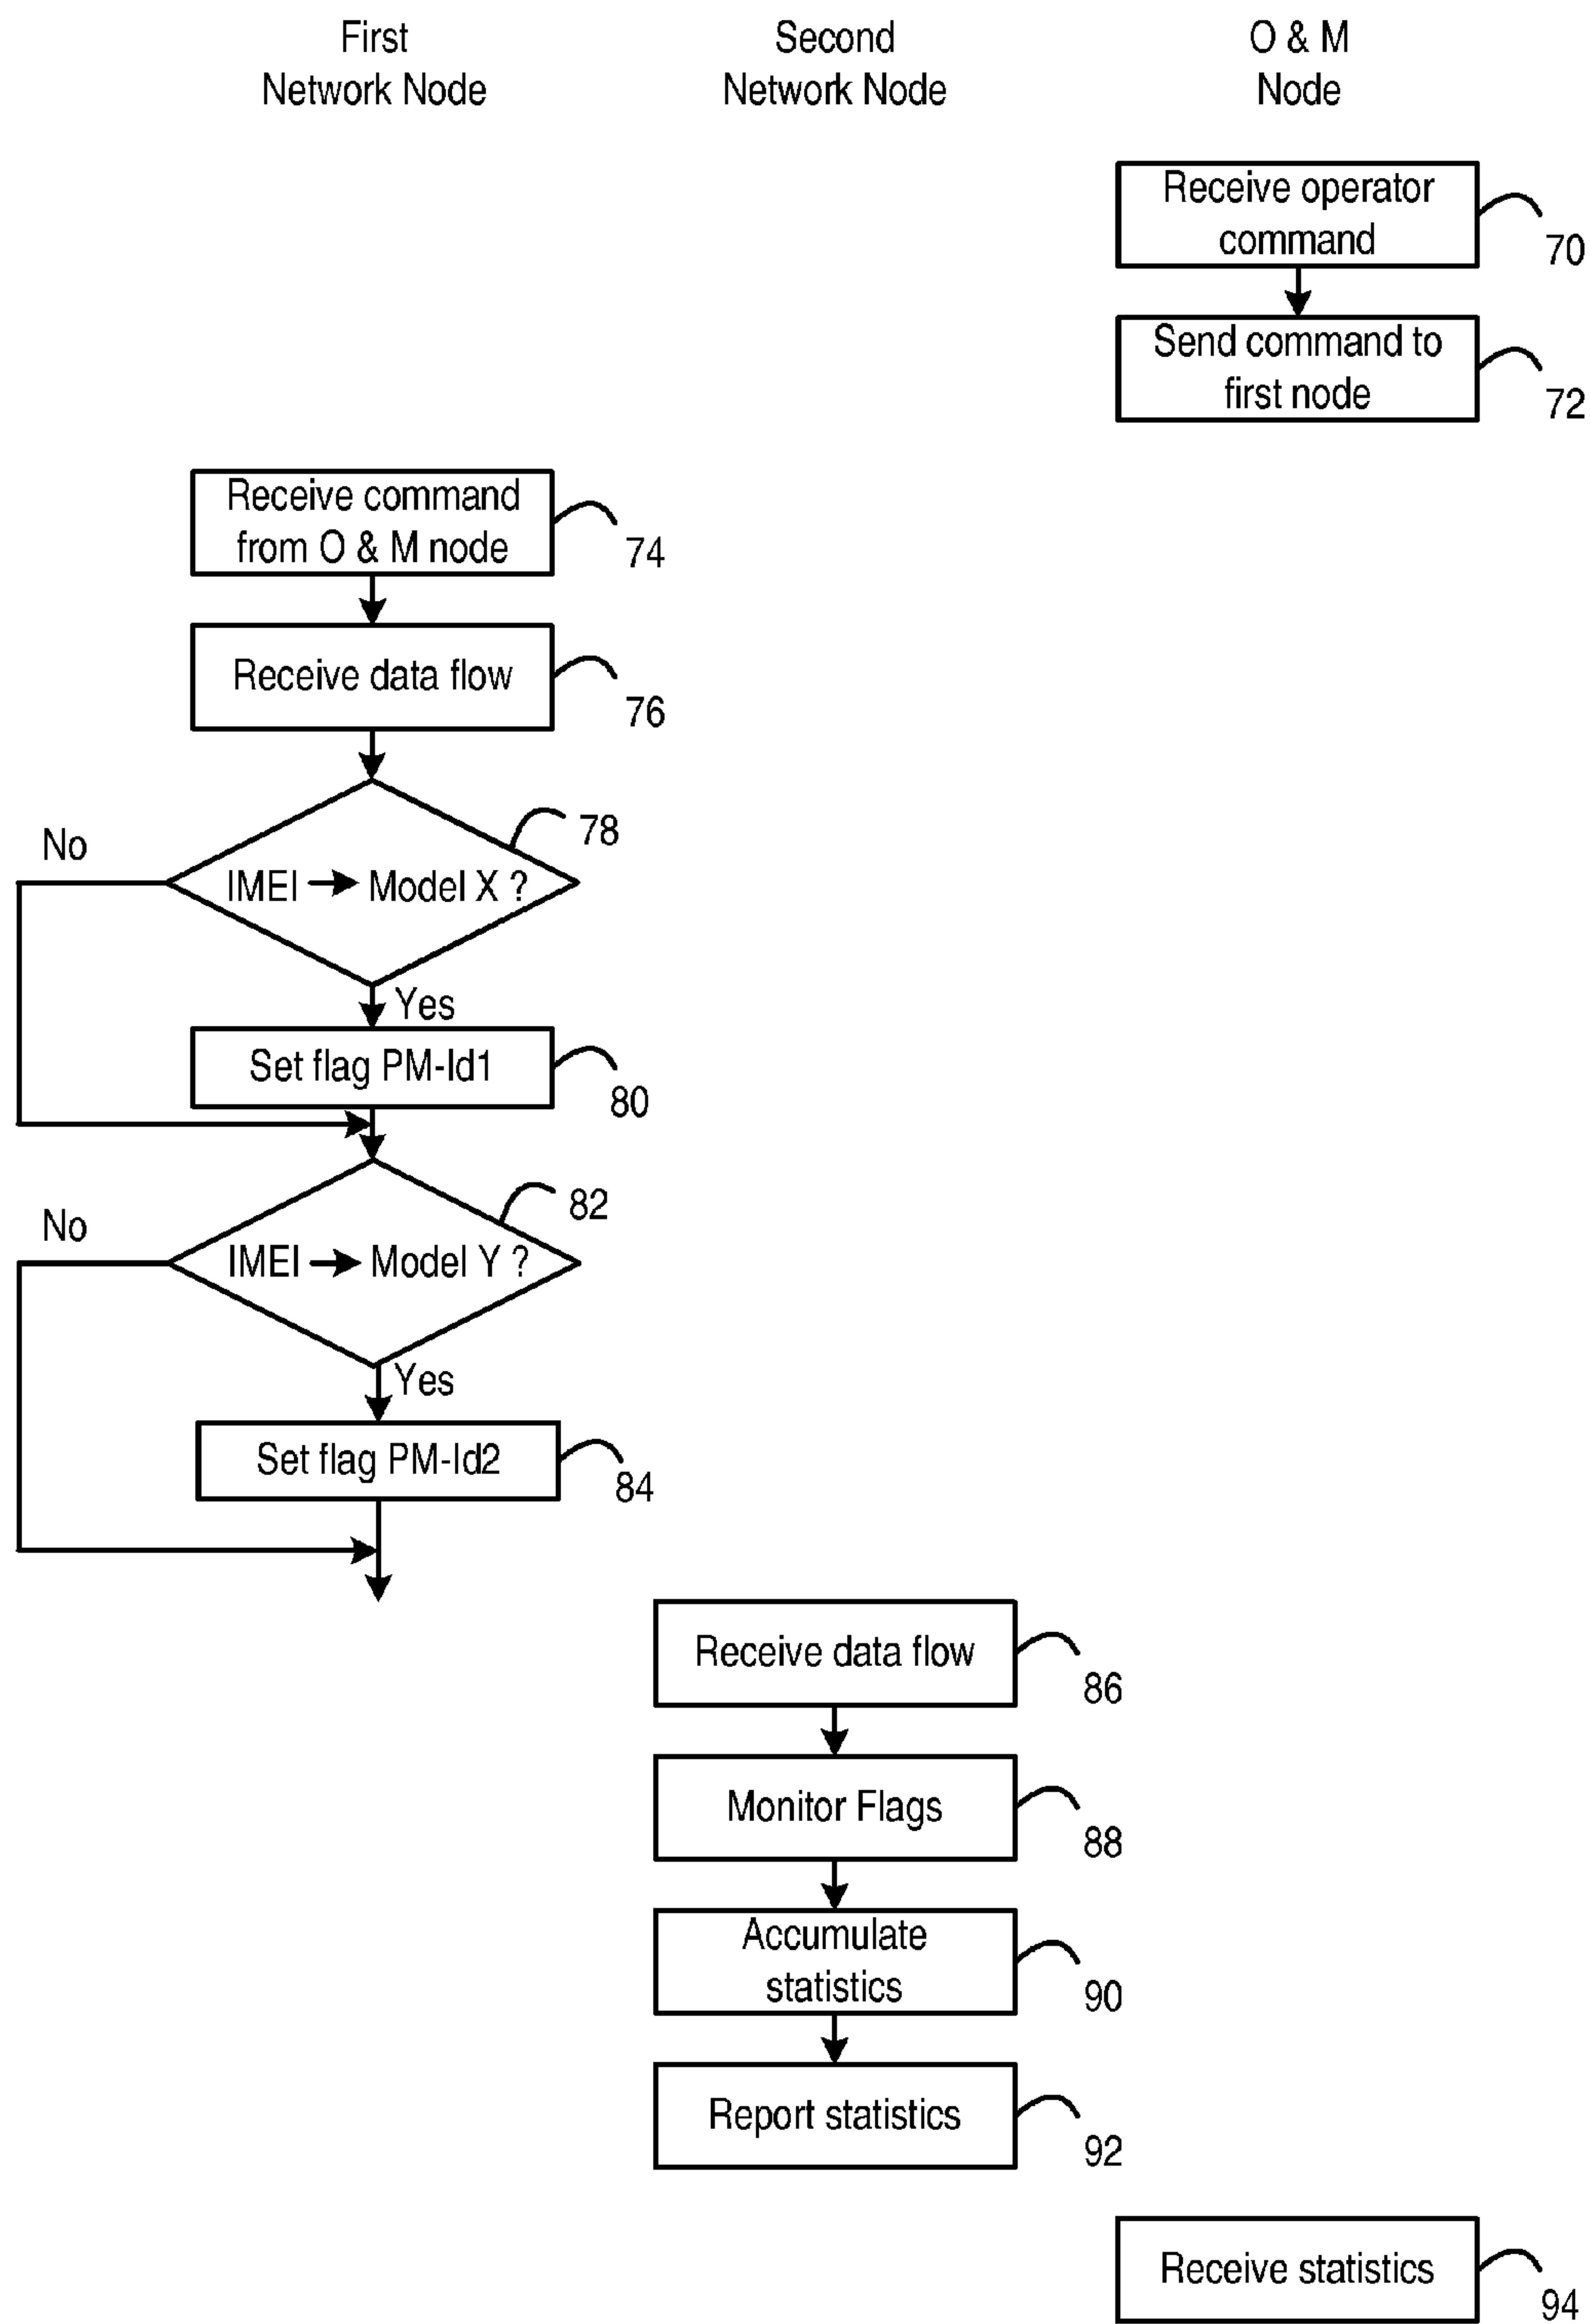 First
Network Node
Second
Network Node
O & M
Node
Receive operator
command
70
Send command to
first node
72
Receive command
from O & M node
74
Receive data flow
76
78
No
IMEI → Model X ?
Yes
Set flag PM-Id1
80
82
No
IMEI → Model Y ?
Yes
Set flag PM-Id2
84
Receive data flow
86
Monitor Flags
88
Accumulate
statistics
90
Report statistics
92
Receive statistics
94